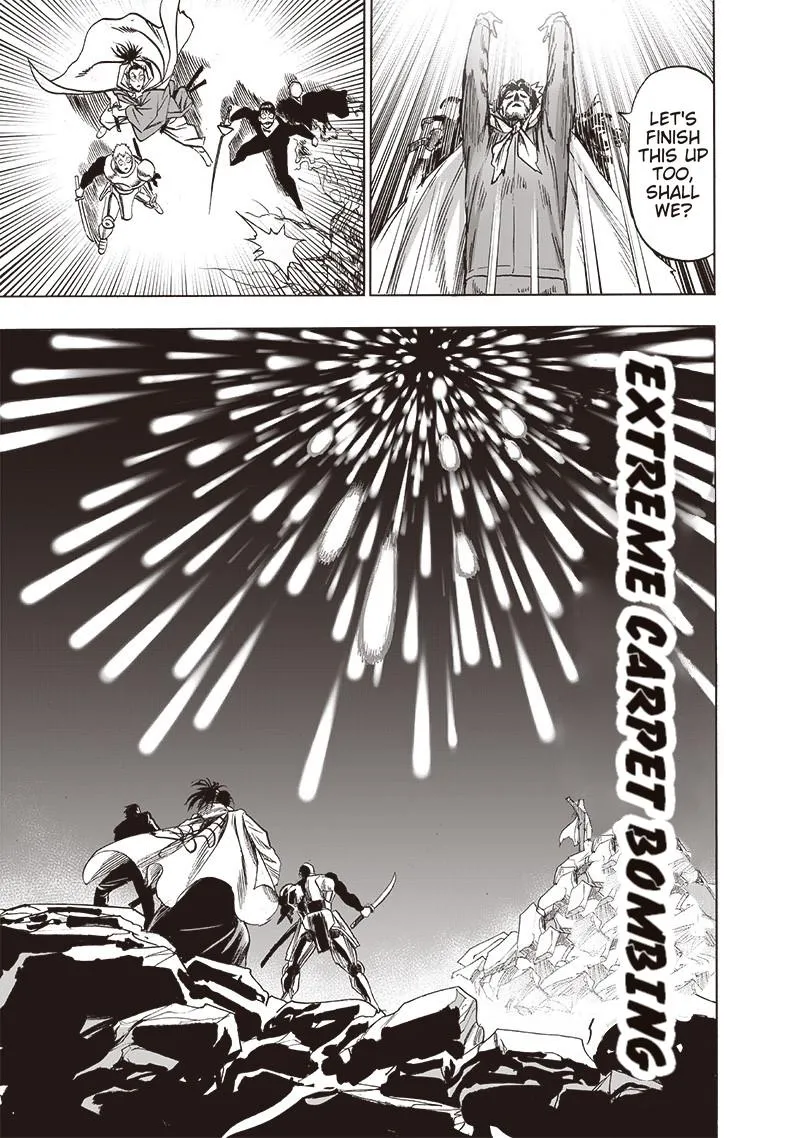 LET'S
FINISH
THIS UP
TOO,
SHALL
WE?
EXTREME CARPET BOMBING